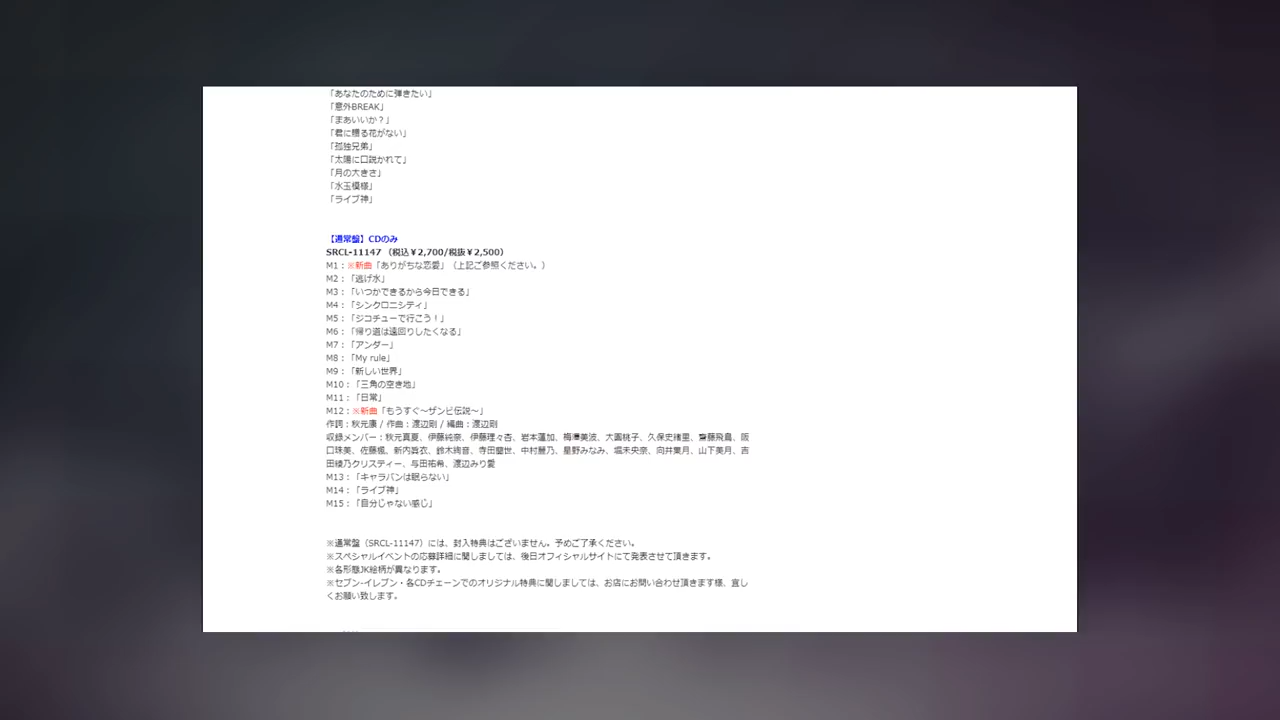 「あなたのために弾きたい」
「意外BREAK」
「まあいいか？」
「君に贈る花がない」
「孤独兄弟」
「太陽に口説かれて」
「月の大きさ」
「水玉模様」
「ライブ神」
【通常盤】CDのみ
SRCL-11147 （税込￥2,700/税抜￥2,500）
M1：※新曲「ありがちな恋愛」（上記ご参照ください。）
M2：「逃げ水」
M3：「いつかできるから今日できる」
M4：「シンクロニシティ」
M5：「ジコチューで行こう！」
M6：「帰り道は遠回りしたくなる」
M7：「アンダー」
M8：「My rule」
M9：「新しい世界」
M10：「三角の空き地」
M11：「日常」
M12：※新曲「もうすぐ～ザンビ伝説～」
作詞：秋元康 / 作曲：渡辺剛 / 編曲：渡辺剛
収録メンバー：秋元真夏、伊藤純奈、伊藤理々杏、岩本蓮加、梅澤美波、大園桃子、久保史緒里、齋藤飛鳥、阪
口珠美、佐藤楓、新内眞衣、鈴木絢音、寺田蘭世、中村麗乃、星野みなみ、堀未央奈、向井葉月、山下美月、吉
田綾乃クリスティー、与田祐希、渡辺みり愛
M13：「キャラバンは眠らない」
M14：「ライブ神」
M15：「自分じゃない感じ」
※通常盤（SRCL-11147）には、封入特典はございません。予めご了承ください。
※スペシャルイベントの応募詳細に関しましては、後日オフィシャルサイトにて発表させて頂きます。
※各形態JK絵柄が異なります。
※セブン-イレブン・各CDチェーンでのオリジナル特典に関しましては、お店にお問い合わせ頂きます様、宜し
くお願い致します。